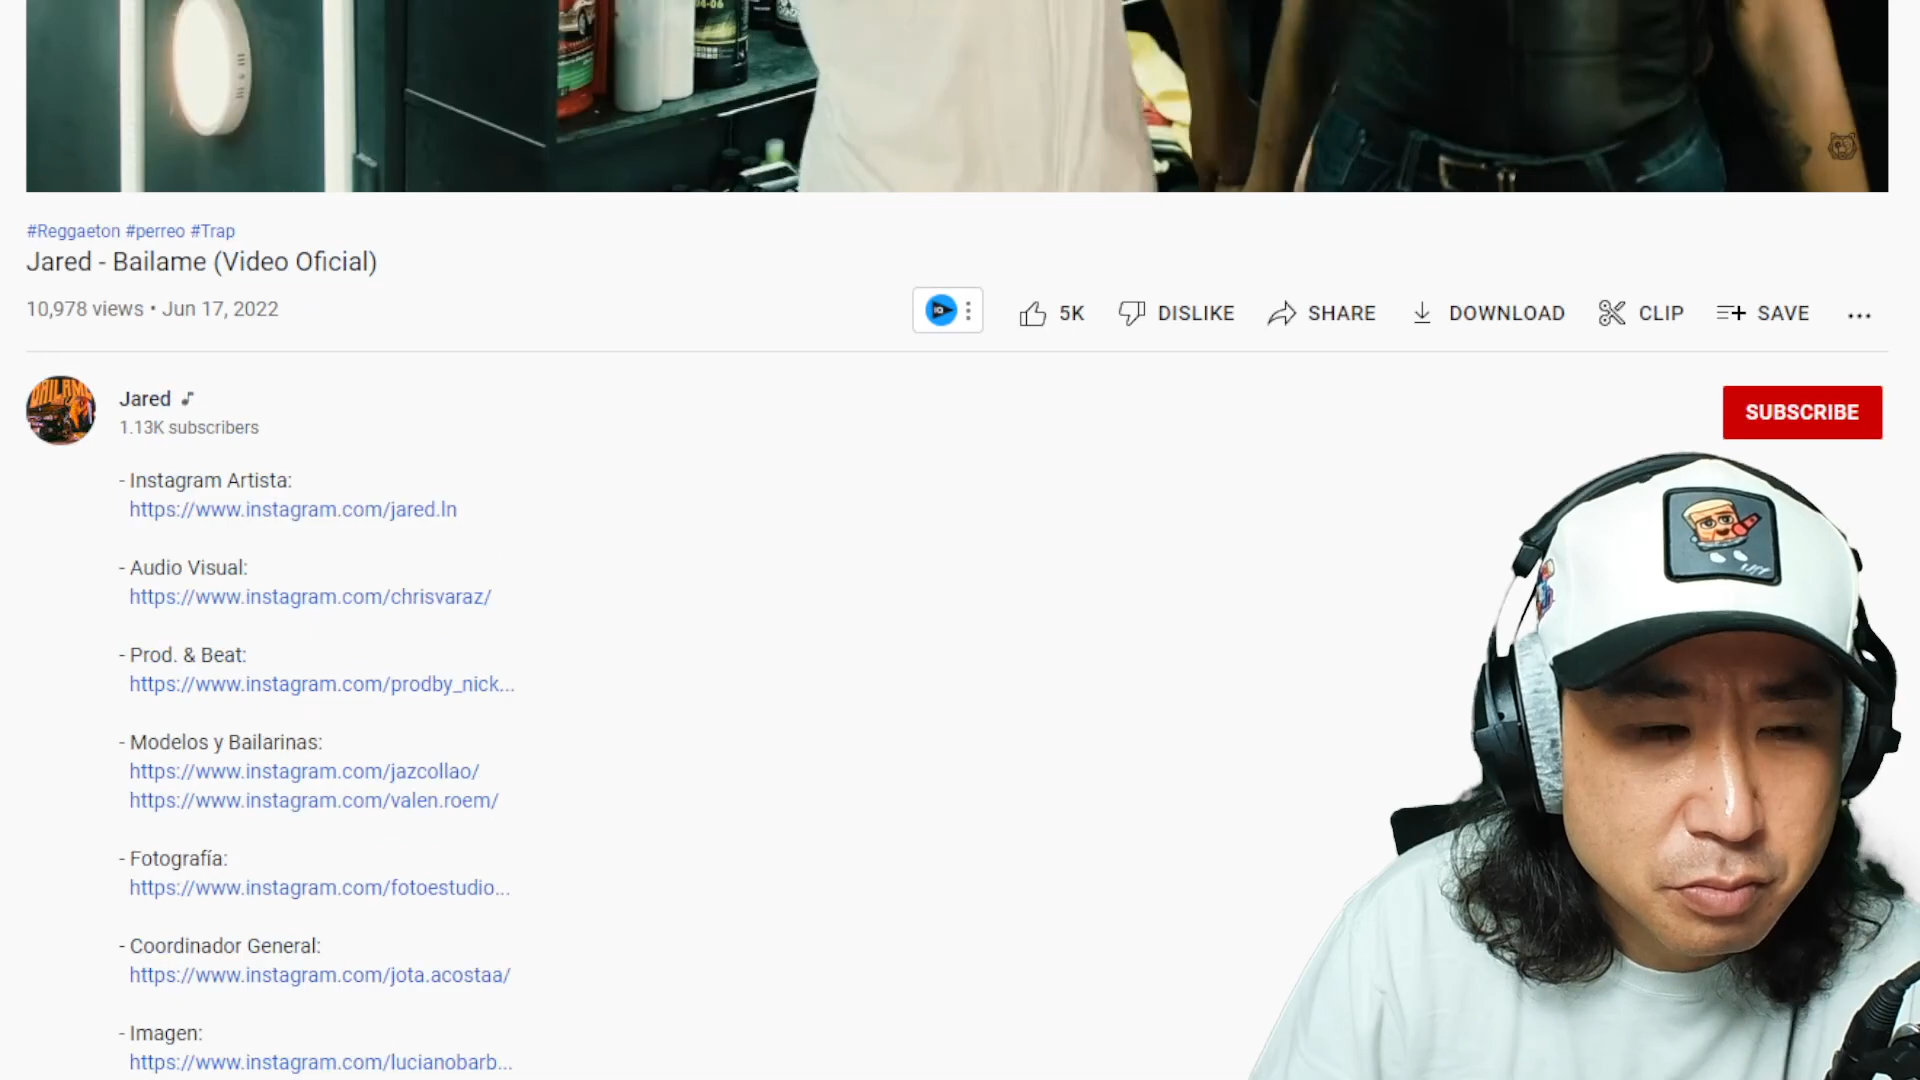 04-06
#Reggaeton #perreo #Trap
Jared - Bailame (Video Oficial)
10,978 views • Jun 17, 2022
5K
DISLIKE
SHARE
DOWNLOAD
CLIP
SAVE
BAILAME
Jared
1.13K subscribers
SUBSCRIBE
- Instagram Artista:
https://www.instagram.com/jared.ln
- Audio Visual:
https://www.instagram.com/chrisvaraz/
- Prod. & Beat:
https://www.instagram.com/prodby_nick...
- Modelos y Bailarinas:
https://www.instagram.com/jazcollao/
https://www.instagram.com/valen.roem/
- Fotografía:
https://www.instagram.com/fotoestudio...
- Coordinador General:
https://www.instagram.com/jota.acostaa/
- Imagen:
https://www.instagram.com/lucianobarb...